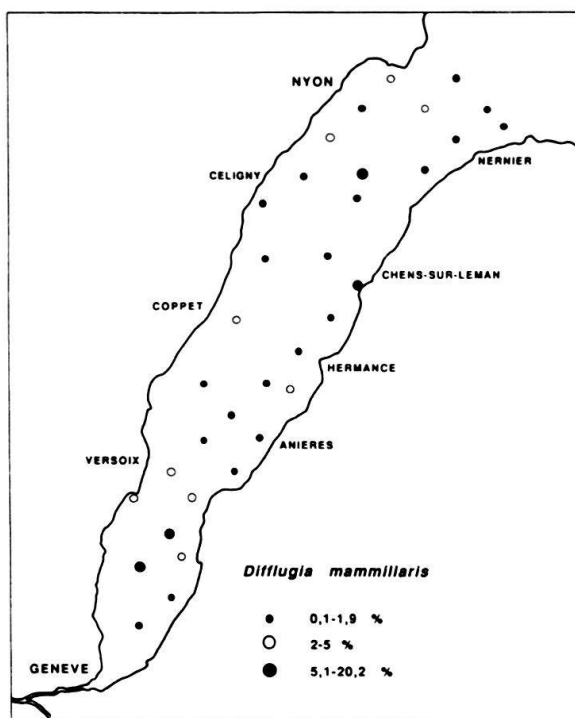 NYON
NERNIER
CELIGNY
CHENS-SUR-LEMAN
COPPET
HERMANCE
ANIERES
VERSOIX
Difflugia mammillaris
0,1-1,9 %
2-5 %
5,1-20,2 %
GENEVE